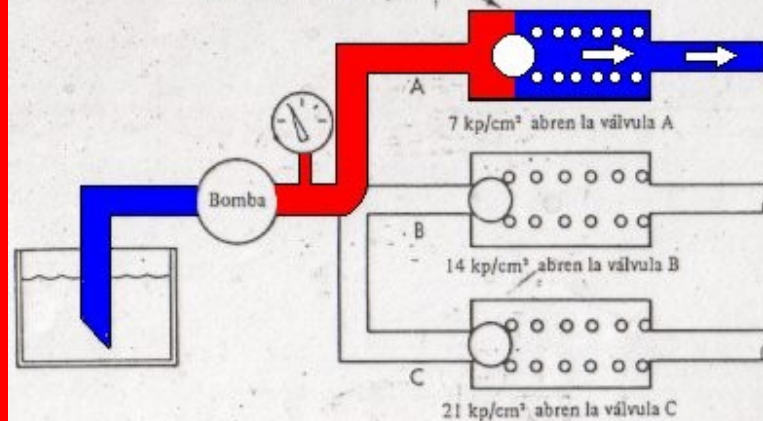 A
7 kp/cm² abren la válvula A
Bomba
B
14 kp/cm² abren la válvula B
C
21 kp/cm² abren la válvula C